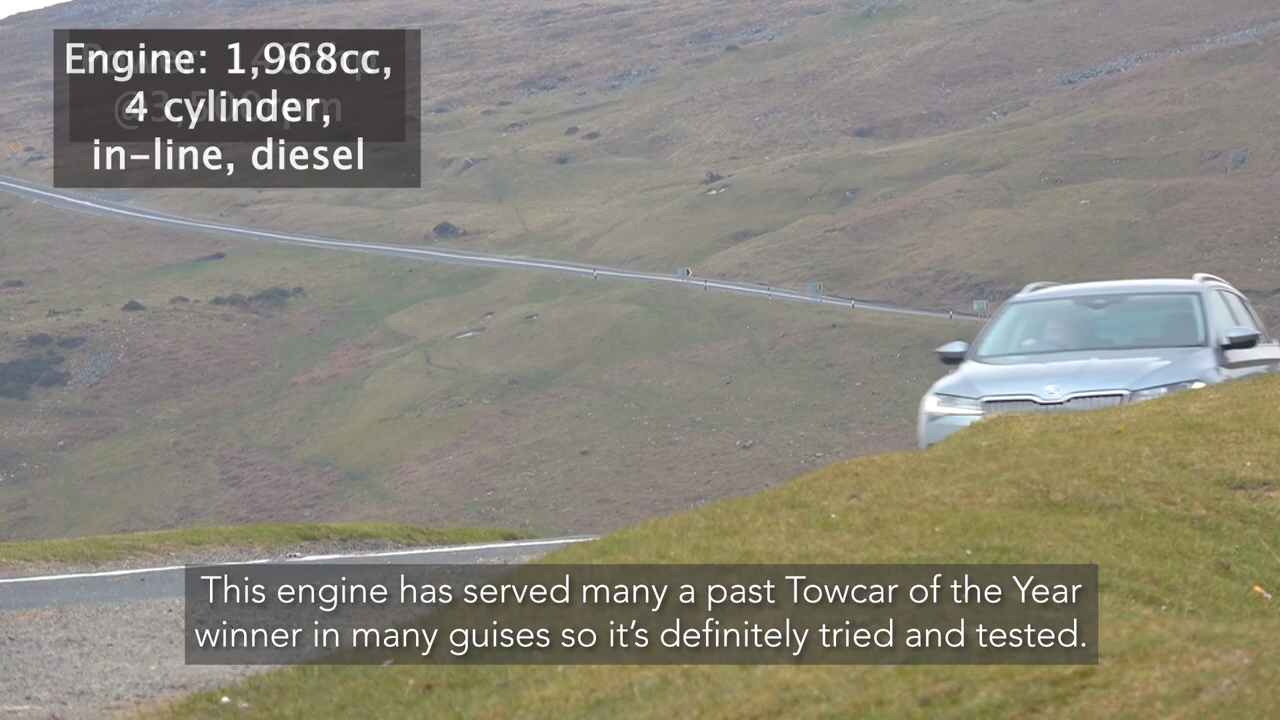 Engine: 1,968cc,
4 cylinder,
in-line, diesel
This engine has served many a past Towcar of the Year
winner in many guises so it’s definitely tried and tested.